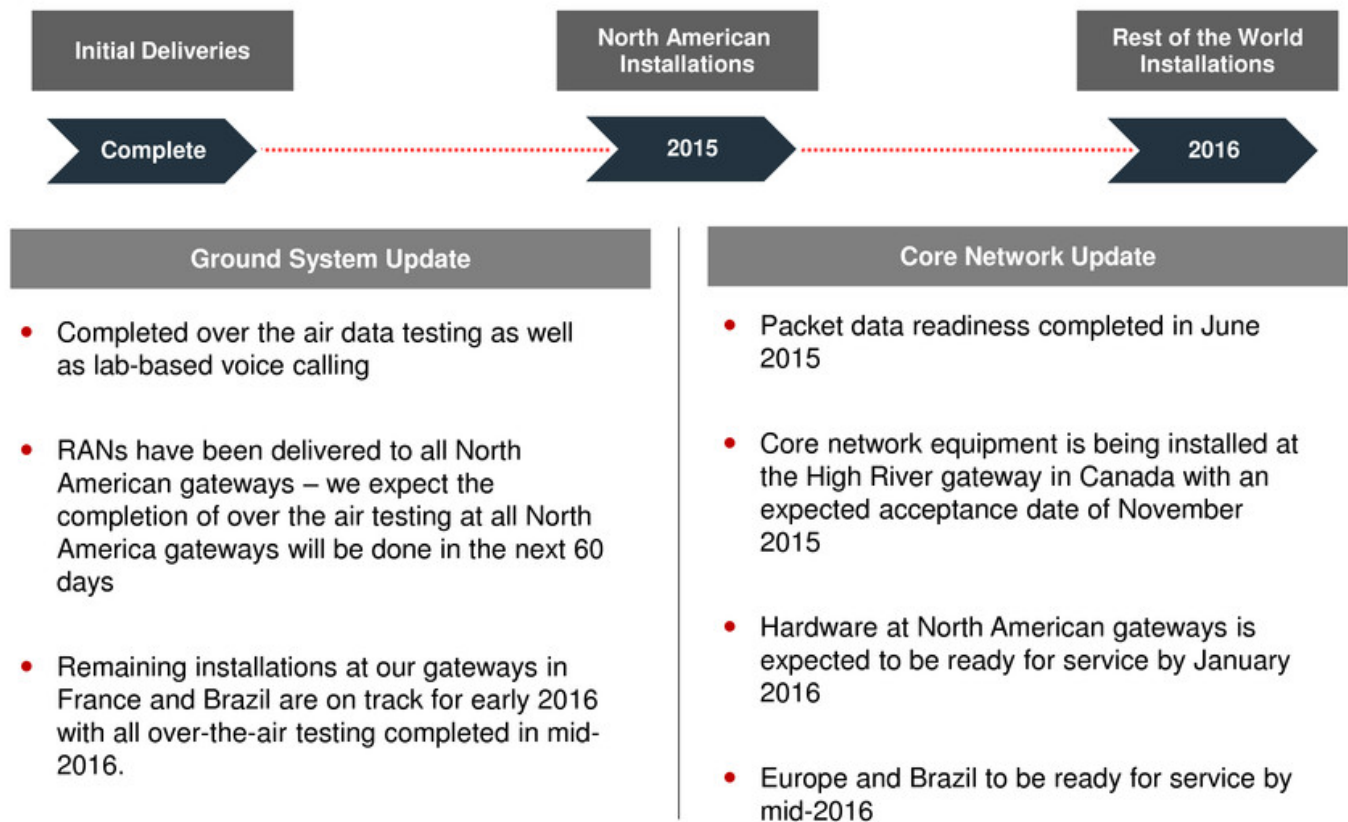 Initial Deliveries
North American
Installations
Rest of the World
Installations
Complete
2015
2016
Ground System Update
• Completed over the air data testing as well
as lab-based voice calling
• RANs have been delivered to all North
American gateways – we expect the
completion of over the air testing at all North
America gateways will be done in the next 60
days
• Remaining installations at our gateways in
France and Brazil are on track for early 2016
with all over-the-air testing completed in mid-
2016.
Core Network Update
• Packet data readiness completed in June
2015
• Core network equipment is being installed at
the High River gateway in Canada with an
expected acceptance date of November
2015
• Hardware at North American gateways is
expected to be ready for service by January
2016
• Europe and Brazil to be ready for service by
mid-2016